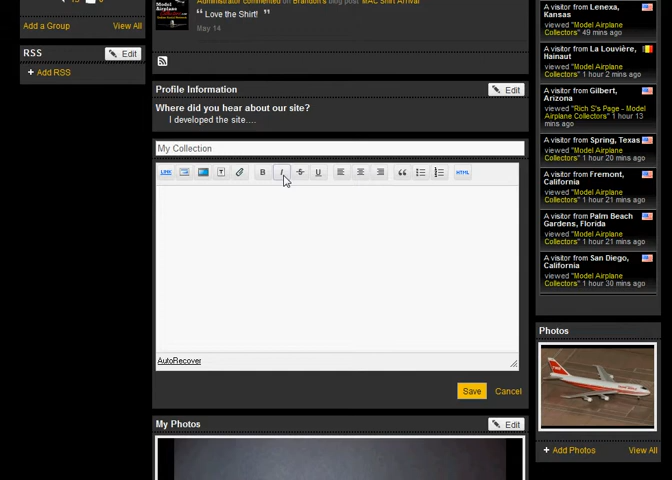 Add a Group View All
RSS Edit
Add RSS
Administrator commented on Brandon's blog post MAC Shirt Arrival
“ Love the Shirt! ”
May 14
Profile Information Edit
Where did you hear about our site?
I developed the site....
My Collection
LINK T B I S U HTML
AutoRecover
Save Cancel
My Photos Edit
A visitor from Lenexa,
Kansas
viewed "Model Airplane
Collectors" 49 mins ago
A visitor from La Louvière,
Hainaut
viewed "Model Airplane
Collectors" 1 hour 2 mins ago
A visitor from Gilbert,
Arizona
viewed "Rich S's Page - Model
Airplane Collectors" 1 hour 13
mins ago
A visitor from Spring, Texas
viewed "Model Airplane
Collectors" 1 hour 20 mins ago
A visitor from Fremont,
California
viewed "Model Airplane
Collectors" 1 hour 21 mins ago
A visitor from Palm Beach
Gardens, Florida
viewed "Model Airplane
Collectors" 1 hour 21 mins ago
A visitor from San Diego,
California
viewed "Model Airplane
Collectors" 1 hour 30 mins ago
Photos
Add Photos View All